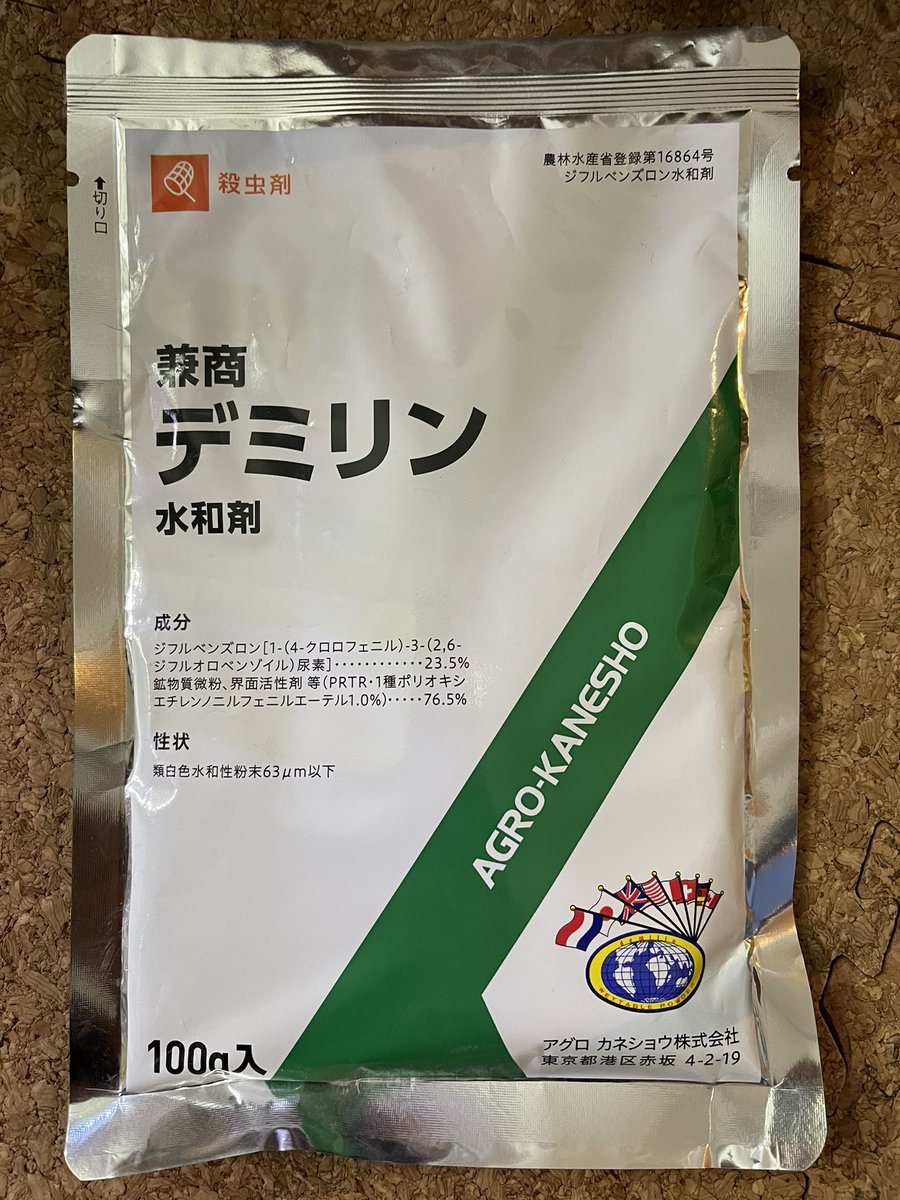 殺虫剤
農林水産省登録第16864号
ジフルベンズロン水和剤
↑切り口
兼商
デミリン
水和剤
成分
ジフルベンズロン[1-(4-クロロフェニル)-3-(2,6-
ジフルオロベンゾイル)尿素]············23.5%
鉱物質微粉、界面活性剤 等(PRTR・1種ポリオキシ
エチレンノニルフェニルエーテル1.0%)·····76.5%
性状
類白色水和性粉末63μm以下
AGRO-KANESHO
DEMILIN
WETTABLE POWDER
100g入
アグロ カネショウ株式会社
東京都港区赤坂 4-2-19